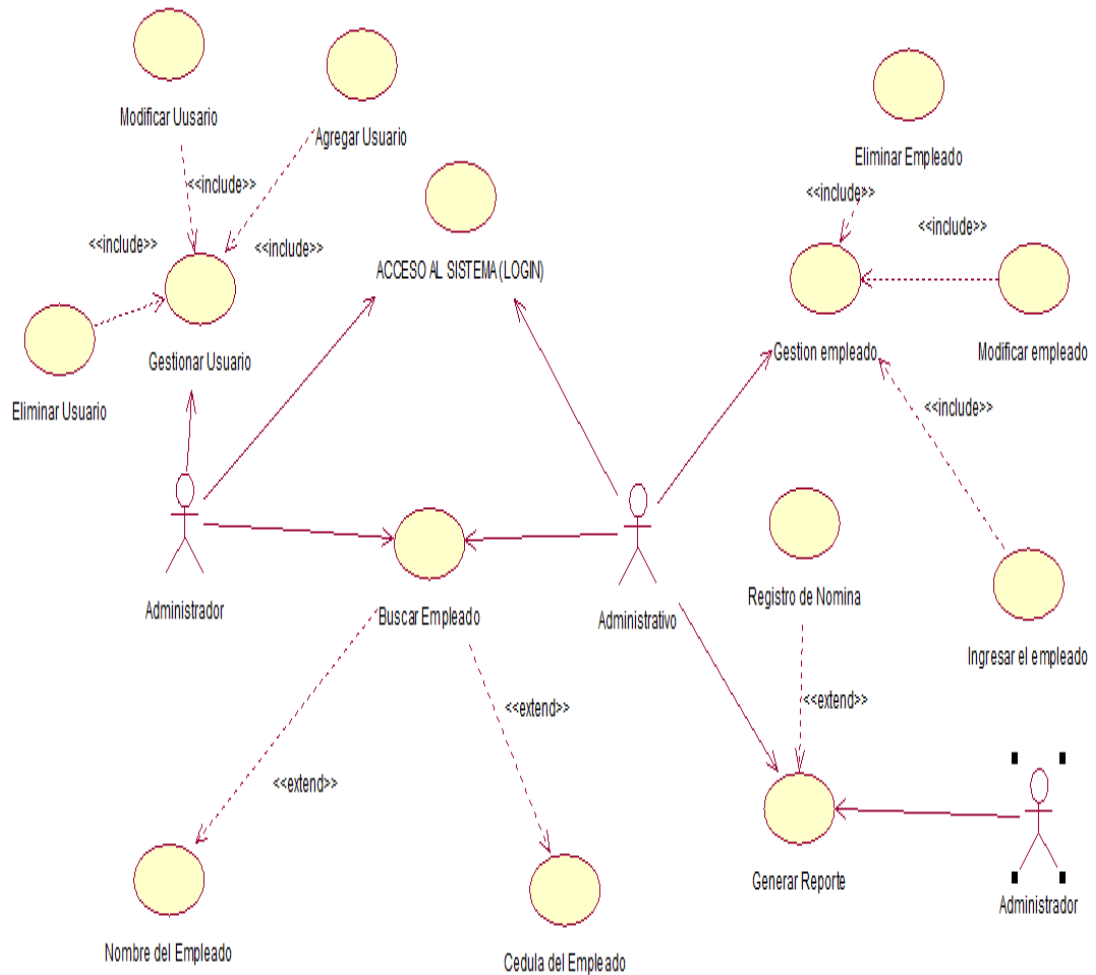 Modificar Uusario
Agregar Usuario
Eliminar Empleado
<<include>>
<<include>>
<<include>>
<<include>>
<<include>>
ACCESO AL SISTEMA(LOGIN)
Gestionar Usuario
Gestion empleado
Modificar empleado
Eliminar Usuario
<<include>>
Administrador
Buscar Empleado
Administrativo
Registro de Nomina
Ingresar el empleado
<<extend>>
<<extend>>
<<extend>>
Generar Reporte
Administrador
Nombre del Empleado
Cedula del Empleado